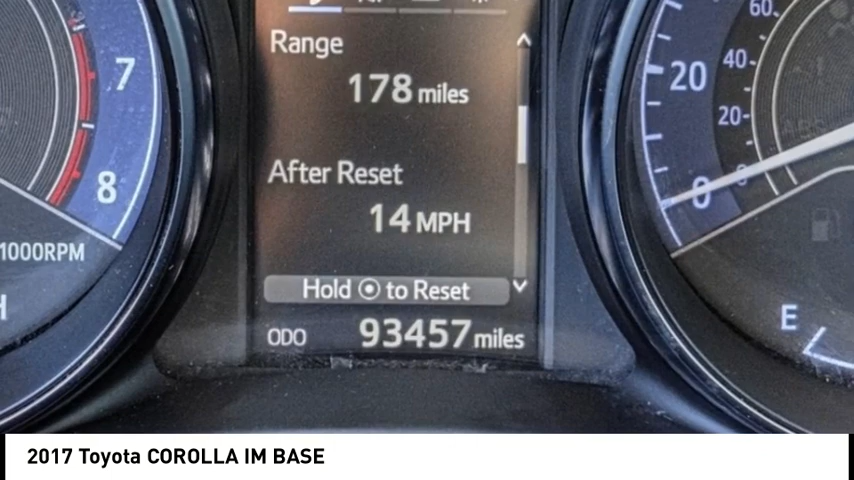 Range
178 miles
After Reset
14 MPH
Hold to Reset
ODO 93457 miles
7
8
1000RPM
H
60
40
20
20
0
0
E
2017 Toyota COROLLA IM BASE